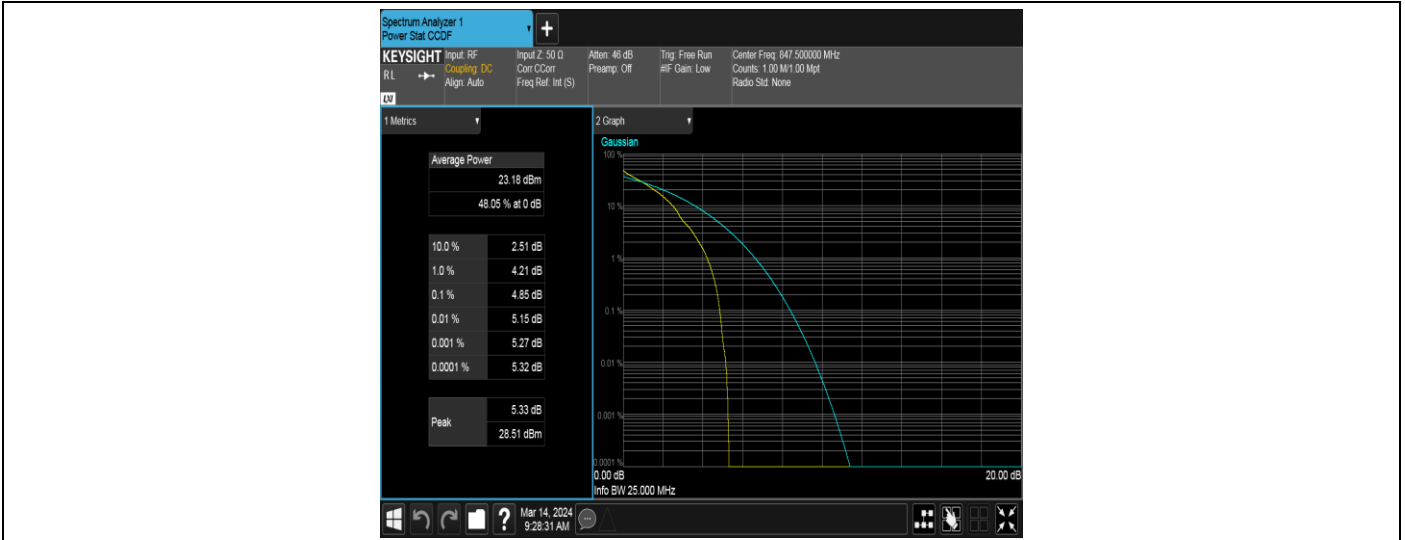 Spectrum Analyzer 1
Power Stat CCDF
+
KEYSIGHT
RL
LXI
Input: RF
Coupling: DC
Align: Auto
Input Z: 50 Ω
Corr CCorr
Freq Ref: Int (S)
Atten: 46 dB
Preamp: Off
Trig: Free Run
#IF Gain: Low
Center Freq: 847.500000 MHz
Counts: 1.00 M/1.00 Mpt
Radio Std: None
1 Metrics
Average Power
23.18 dBm
48.05 % at 0 dB
10.0 % 2.51 dB
1.0 % 4.21 dB
0.1 % 4.85 dB
0.01 % 5.15 dB
0.001 % 5.27 dB
0.0001 % 5.32 dB
Peak
5.33 dB
28.51 dBm
2 Graph
Gaussian
100 %
10 %
1 %
0.1 %
0.01 %
0.001 %
0.0001 %
0.00 dB 20.00 dB
Info BW 25.000 MHz
?
Mar 14, 2024
9:28:31 AM